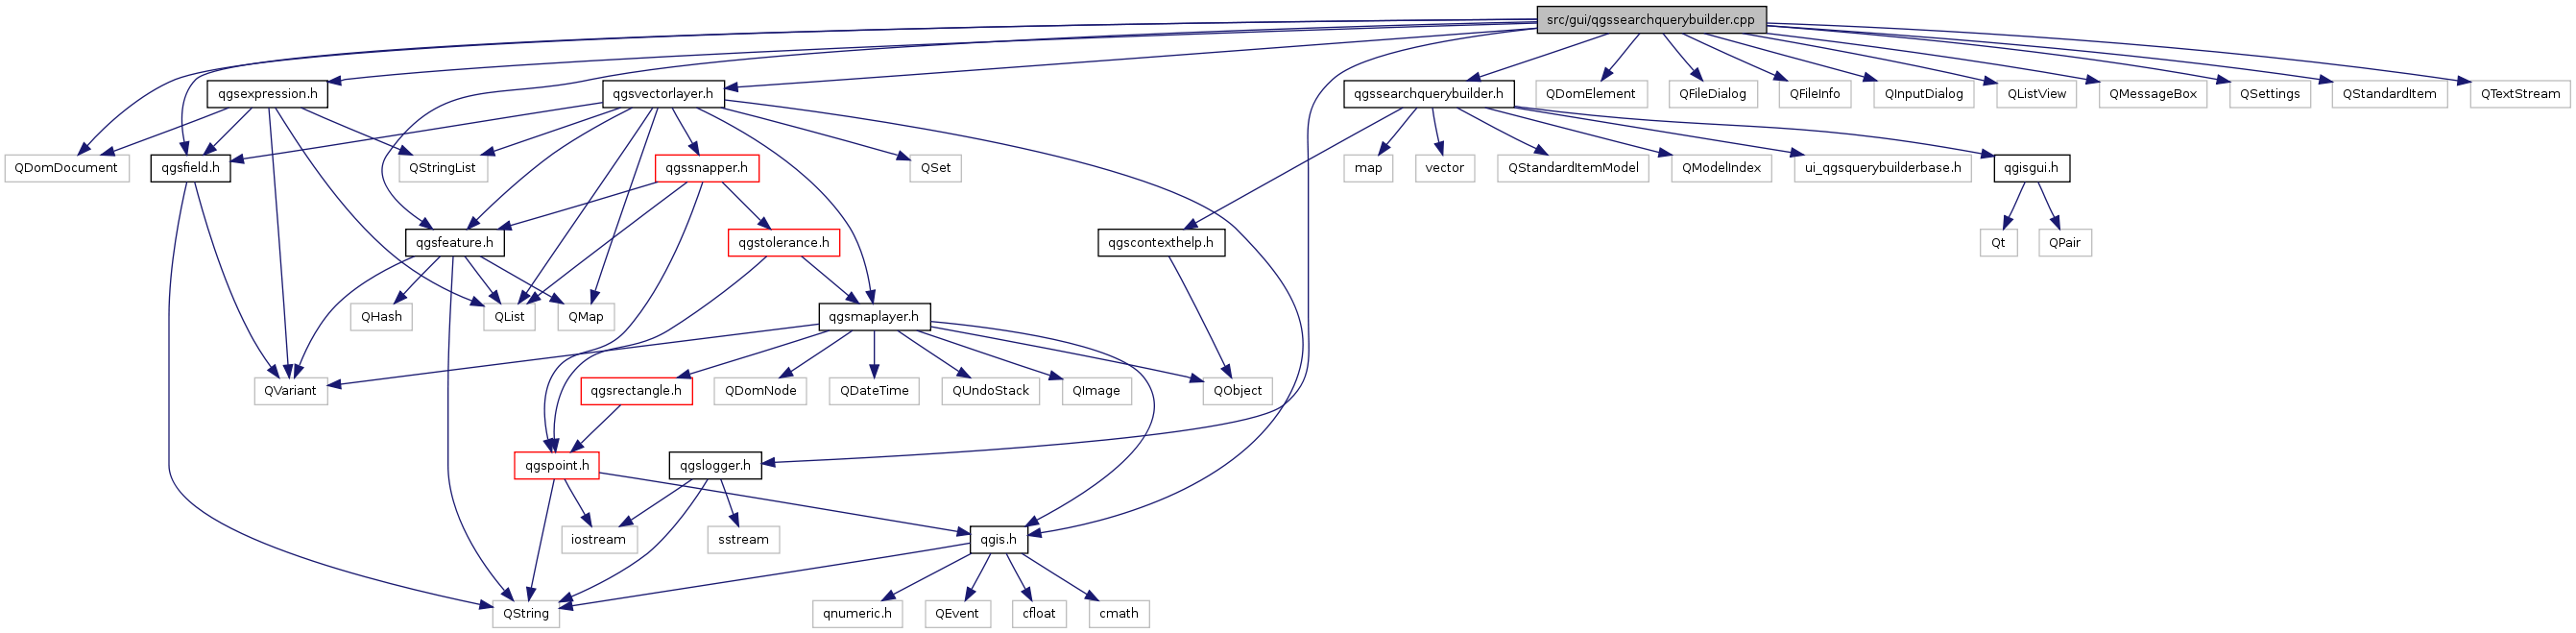 src/gui/qgssearchquerybuilder.cpp
qgsexpression.h
qgsvectorlayer.h
qgssearchquerybuilder.h
QDomElement
QFileDialog
QFileInfo
QInputDialog
QListView
QMessageBox
QSettings
QStandardItem
QTextStream
QDomDocument
qgsfield.h
QStringList
qgssnapper.h
QSet
map
vector
QStandardItemModel
QModelIndex
ui_qgsquerybuilderbase.h
qgisgui.h
qgsfeature.h
qgstolerance.h
qgscontexthelp.h
Qt
QPair
QHash
QList
QMap
qgsmaplayer.h
QVariant
qgsrectangle.h
QDomNode
QDateTime
QUndoStack
QImage
QObject
qgspoint.h
qgslogger.h
iostream
sstream
qgis.h
QString
qnumeric.h
QEvent
cfloat
cmath